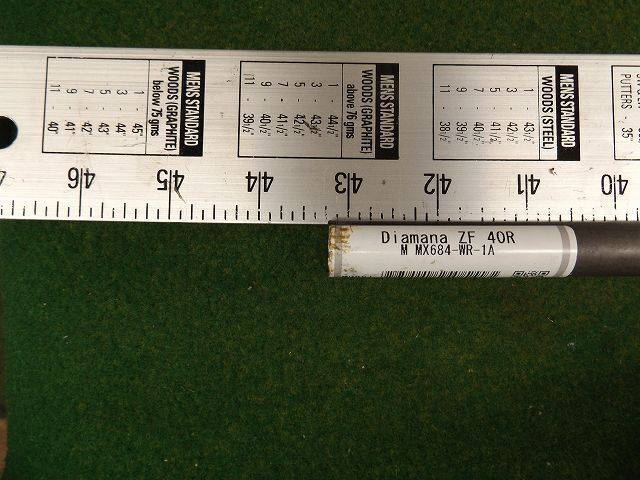 MENS STANDARD
WOODS (GRAPHITE)
below 75 gms
1 - 45"
3 - 44"
5 - 43"
7 - 42"
9 - 41"
11 - 40"
MENS STANDARD
WOODS (GRAPHITE)
above 76 gms
1 - 44½"
3 - 43½"
5 - 42½"
7 - 41½"
9 - 40½"
11 - 39½"
MENS STANDARD
WOODS (STEEL)
1 - 43½"
3 - 42½"
5 - 41½"
7 - 40½"
9 - 39½"
11 - 38½"
PUTTERS . 35"
46 45 44 43 42 41 40
Diamana ZF 40R
M MX684-WR-1A